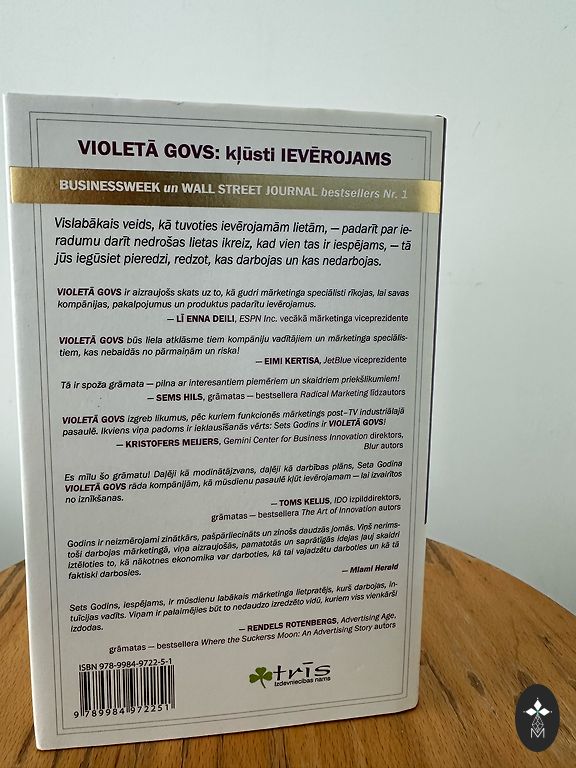 VIOLETĀ GOVS: kļūsti IEVĒROJAMS
BUSINESSWEEK un WALL STREET JOURNAL bestsellers Nr. 1
Vislabākais veids, kā tuvoties ievērojamām lietām, — padarīt par ie-
radumu darīt nedrošas lietas ikreiz, kad vien tas ir iespējams, — tā
jūs iegūsiet pieredzi, redzot, kas darbojas un kas nedarbojas.
VIOLETĀ GOVS ir aizraujošs skats uz to, kā gudri mārketinga speciālisti rīkojas, lai savas
kompānijas, pakalpojumus un produktus padarītu ievērojamus.
— LĪ ENNA DEILI, ESPN Inc. vecākā mārketinga viceprezidente
VIOLETĀ GOVS būs liela atklāsme tiem kompāniju vadītājiem un mārketinga speciālis-
tiem, kas nebaidās no pārmaiņām un riska!
— EIMI KERTISA, JetBlue viceprezidente
Tā ir spoža grāmata — pilna ar interesantiem piemēriem un skaidriem priekšlikumiem!
— SEMS HILS, grāmatas — bestsellera Radical Marketing līdzautors
VIOLETĀ GOVS izgreb likumus, pēc kuriem funkcionēs mārketings post–TV industriālajā
pasaulē. Ikviens viņa padoms ir ieklausīšanās vērts: Sets Godins ir VIOLETĀ GOVS!
— KRISTOFERS MEIJERS, Gemini Center for Business Innovation direktors,
Blur autors
Es mīlu šo grāmatu! Daļēji kā modinātājzvans, daļēji kā darbības plāns, Seta Godina
VIOLETĀ GOVS rāda kompānijām, kā mūsdienu pasaulē kļūt ievērojamam — lai izvairītos
no iznīkšanas.
— TOMS KELIJS, IDO izpilddirektors,
grāmatas — bestsellera The Art of Innovation autors
Godins ir neizmērojami zinātkārs, pašpārliecināts un zinošs daudzās jomās. Viņš nerims-
toši darbojas mārketingā, viņa aizraujošās, pamatotās un saprātīgās idejas ļauj skaidri
iztēloties to, kā nākotnes ekonomika var darboties, kā tai vajadzētu darboties un kā tā
faktiski darbosies.
— Miami Herald
Sets Godins, iespējams, ir mūsdienu labākais mārketinga lietpratējs, kurš darbojas, in-
tuīcijas vadīts. Viņam ir palaimējies būt to nedaudzo izredzēto vidū, kuriem viss vienkārši
izdodas.
— RENDELS ROTENBERGS, Advertising Age,
grāmatas — bestsellera Where the Suckerss Moon: An Advertising Story autors
ISBN 978-9984-9722-5-1
9 789984 972251
trīs
izdevniecības nams
M